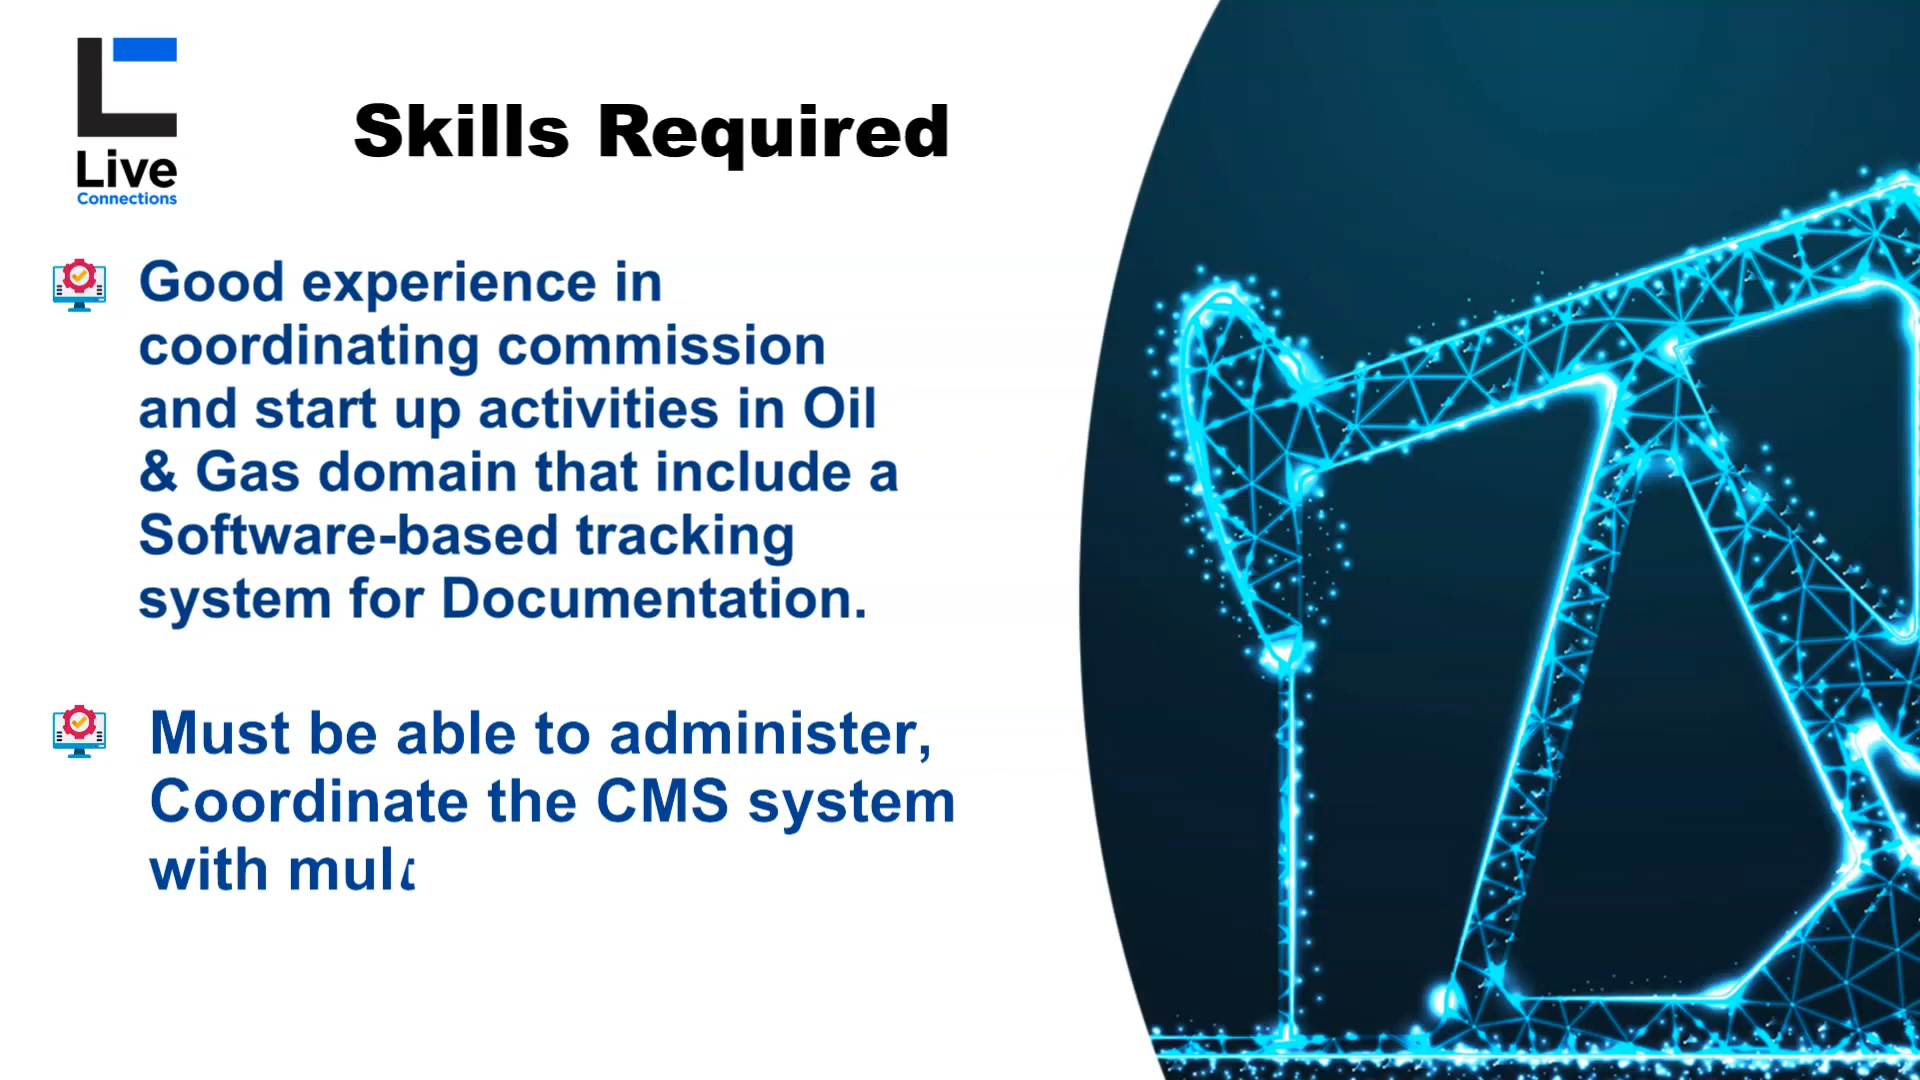 Live
Connections
Skills Required
Good experience in
coordinating commission
and start up activities in Oil
& Gas domain that include a
Software-based tracking
system for Documentation.
Must be able to administer,
Coordinate the CMS system
with mul